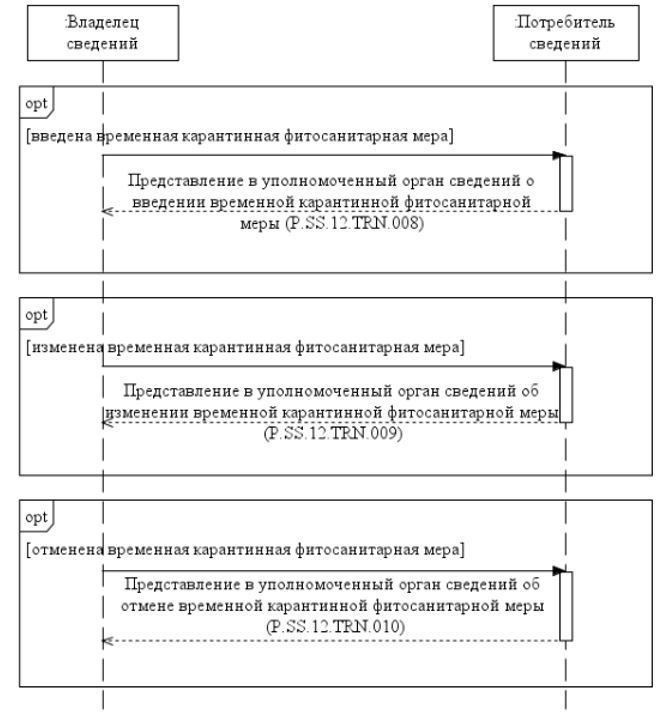 :Владелец
сведений
:Потребитель
сведений
opt
[введена временная карантинная фитосанитарная мера]
Представление в уполномоченный орган сведений о
введении временной карантинной фитосанитарной
меры (P.SS.12.TRN.008)
opt
[изменена временная карантинная фитосанитарная мера]
Представление в уполномоченный орган сведений об
изменении временной карантинной фитосанитарной меры
(P.SS.12.TRN.009)
opt
[отменена временная карантинная фитосанитарная мера]
Представление в уполномоченный орган сведений об
отмене временной карантинной фитосанитарной меры
(P.SS.12.TRN.010)